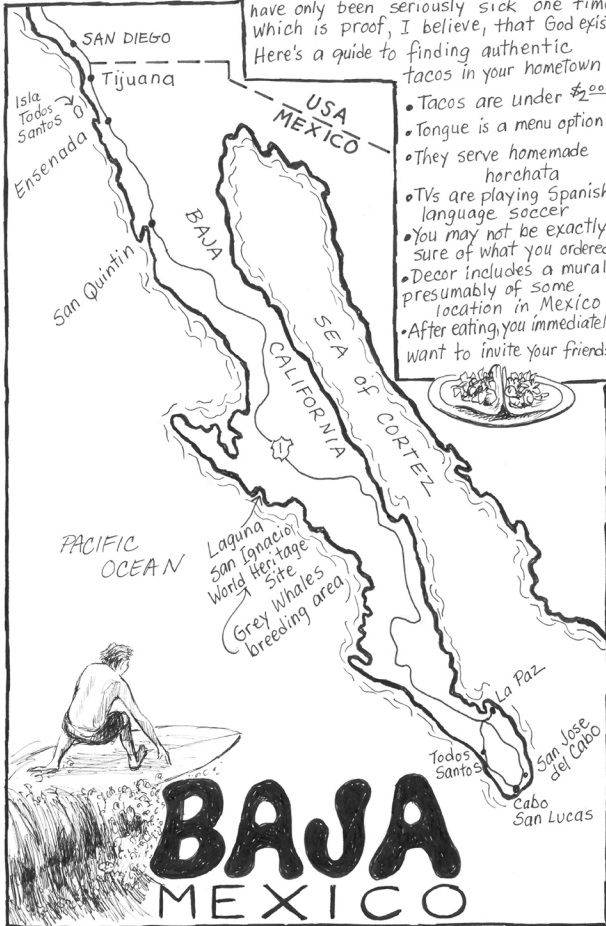 have only been seriously sick one time
which is proof, I believe, that God exis
Here's a guide to finding authentic
tacos in your hometown
• Tacos are under $2.00
• Tongue is a menu option
• They serve homemade
horchata
• TVs are playing Spanish
language soccer
• You may not be exactly
sure of what you ordered
• Decor includes a mural
presumably of some
location in Mexico
• After eating, you immediatel
want to invite your friends
SAN DIEGO
Tijuana
USA
MEXICO
Isla
Todos
Santos
Ensenada
San Quintin
BAJA
CALIFORNIA
SEA OF CORTEZ
1
PACIFIC
OCEAN
Laguna
San Ignacio
World Heritage
Site
Grey Whales
breeding area
La Paz
Todos
Santos
San Jose
del Cabo
Cabo
San Lucas
BAJA
MEXICO